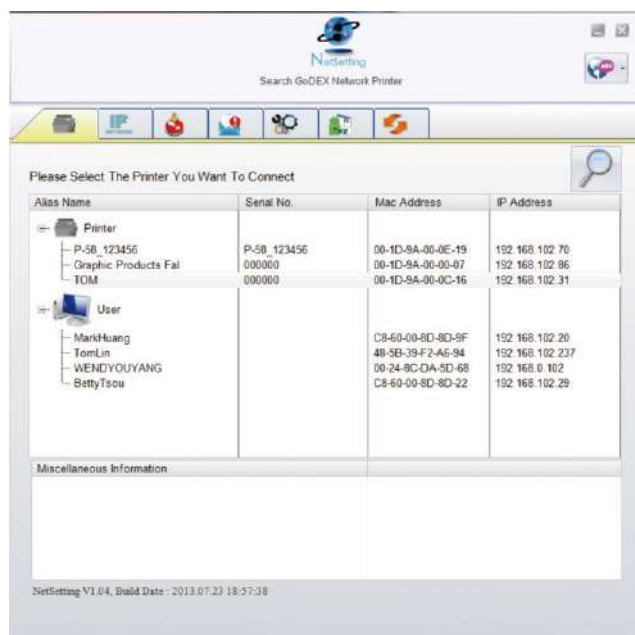 NetSetting
Search GoDEX Network Printer
IP
Please Select The Printer You Want To Connect
Alias Name Serial No. Mac Address IP Address
Printer
P-58_123456 P-58_123456 00-1D-9A-00-0E-19 192.168.102.70
Graphic Products Fal 000000 00-1D-9A-00-00-07 192.168.102.86
TOM 000000 00-1D-9A-00-0C-16 192.168.102.31
User
MarkHuang C8-60-00-8D-8D-9F 192.168.102.20
TomLin 48-5B-39-F2-A6-94 192.168.102.237
WENDYOUYANG 00-24-8C-DA-5D-68 192.168.0.102
BettyTsou C8-60-00-8D-8D-22 192.168.102.29
Miscellaneous Information
NetSetting V1.04, Build Date : 2013.07.23 18:57:38